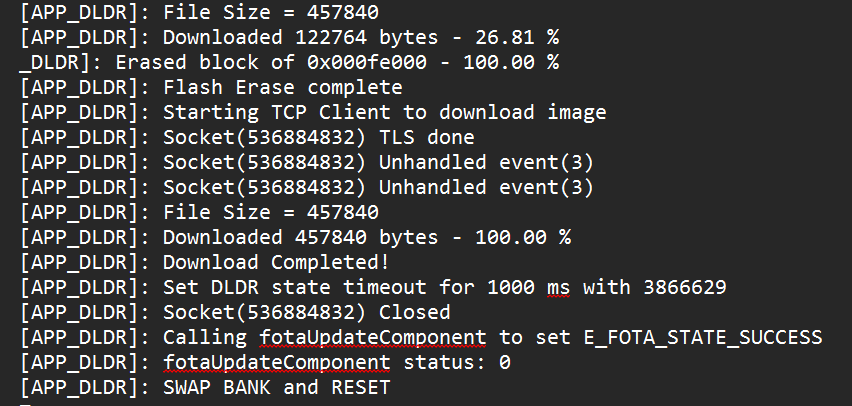 [APP_DLDR]: File Size = 457840
[APP_DLDR]: Downloaded 122764 bytes - 26.81 %
_DLDR]: Erased block of 0x000fe000 - 100.00 %
[APP_DLDR]: Flash Erase complete
[APP_DLDR]: Starting TCP Client to download image
[APP_DLDR]: Socket(536884832) TLS done
[APP_DLDR]: Socket(536884832) Unhandled event(3)
[APP_DLDR]: Socket(536884832) Unhandled event(3)
[APP_DLDR]: File Size = 457840
[APP_DLDR]: Downloaded 457840 bytes - 100.00 %
[APP_DLDR]: Download Completed!
[APP_DLDR]: Set DLDR state timeout for 1000 ms with 3866629
[APP_DLDR]: Socket(536884832) Closed
[APP_DLDR]: Calling fotaUpdateComponent to set E_FOTA_STATE_SUCCESS
[APP_DLDR]: fotaUpdateComponent status: 0
[APP_DLDR]: SWAP BANK and RESET